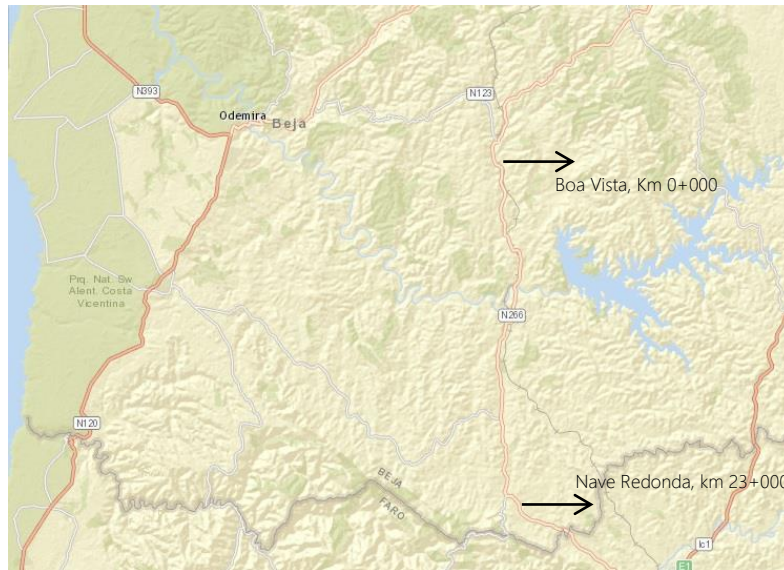 N393
N123
Odemira
Beja
Boa Vista, Km 0+000
Prq. Nat. Sw
Alent. Costa
Vicentina
N266
N120
BEJA
FARO
Nave Redonda, km 23+000
Ic1
E1